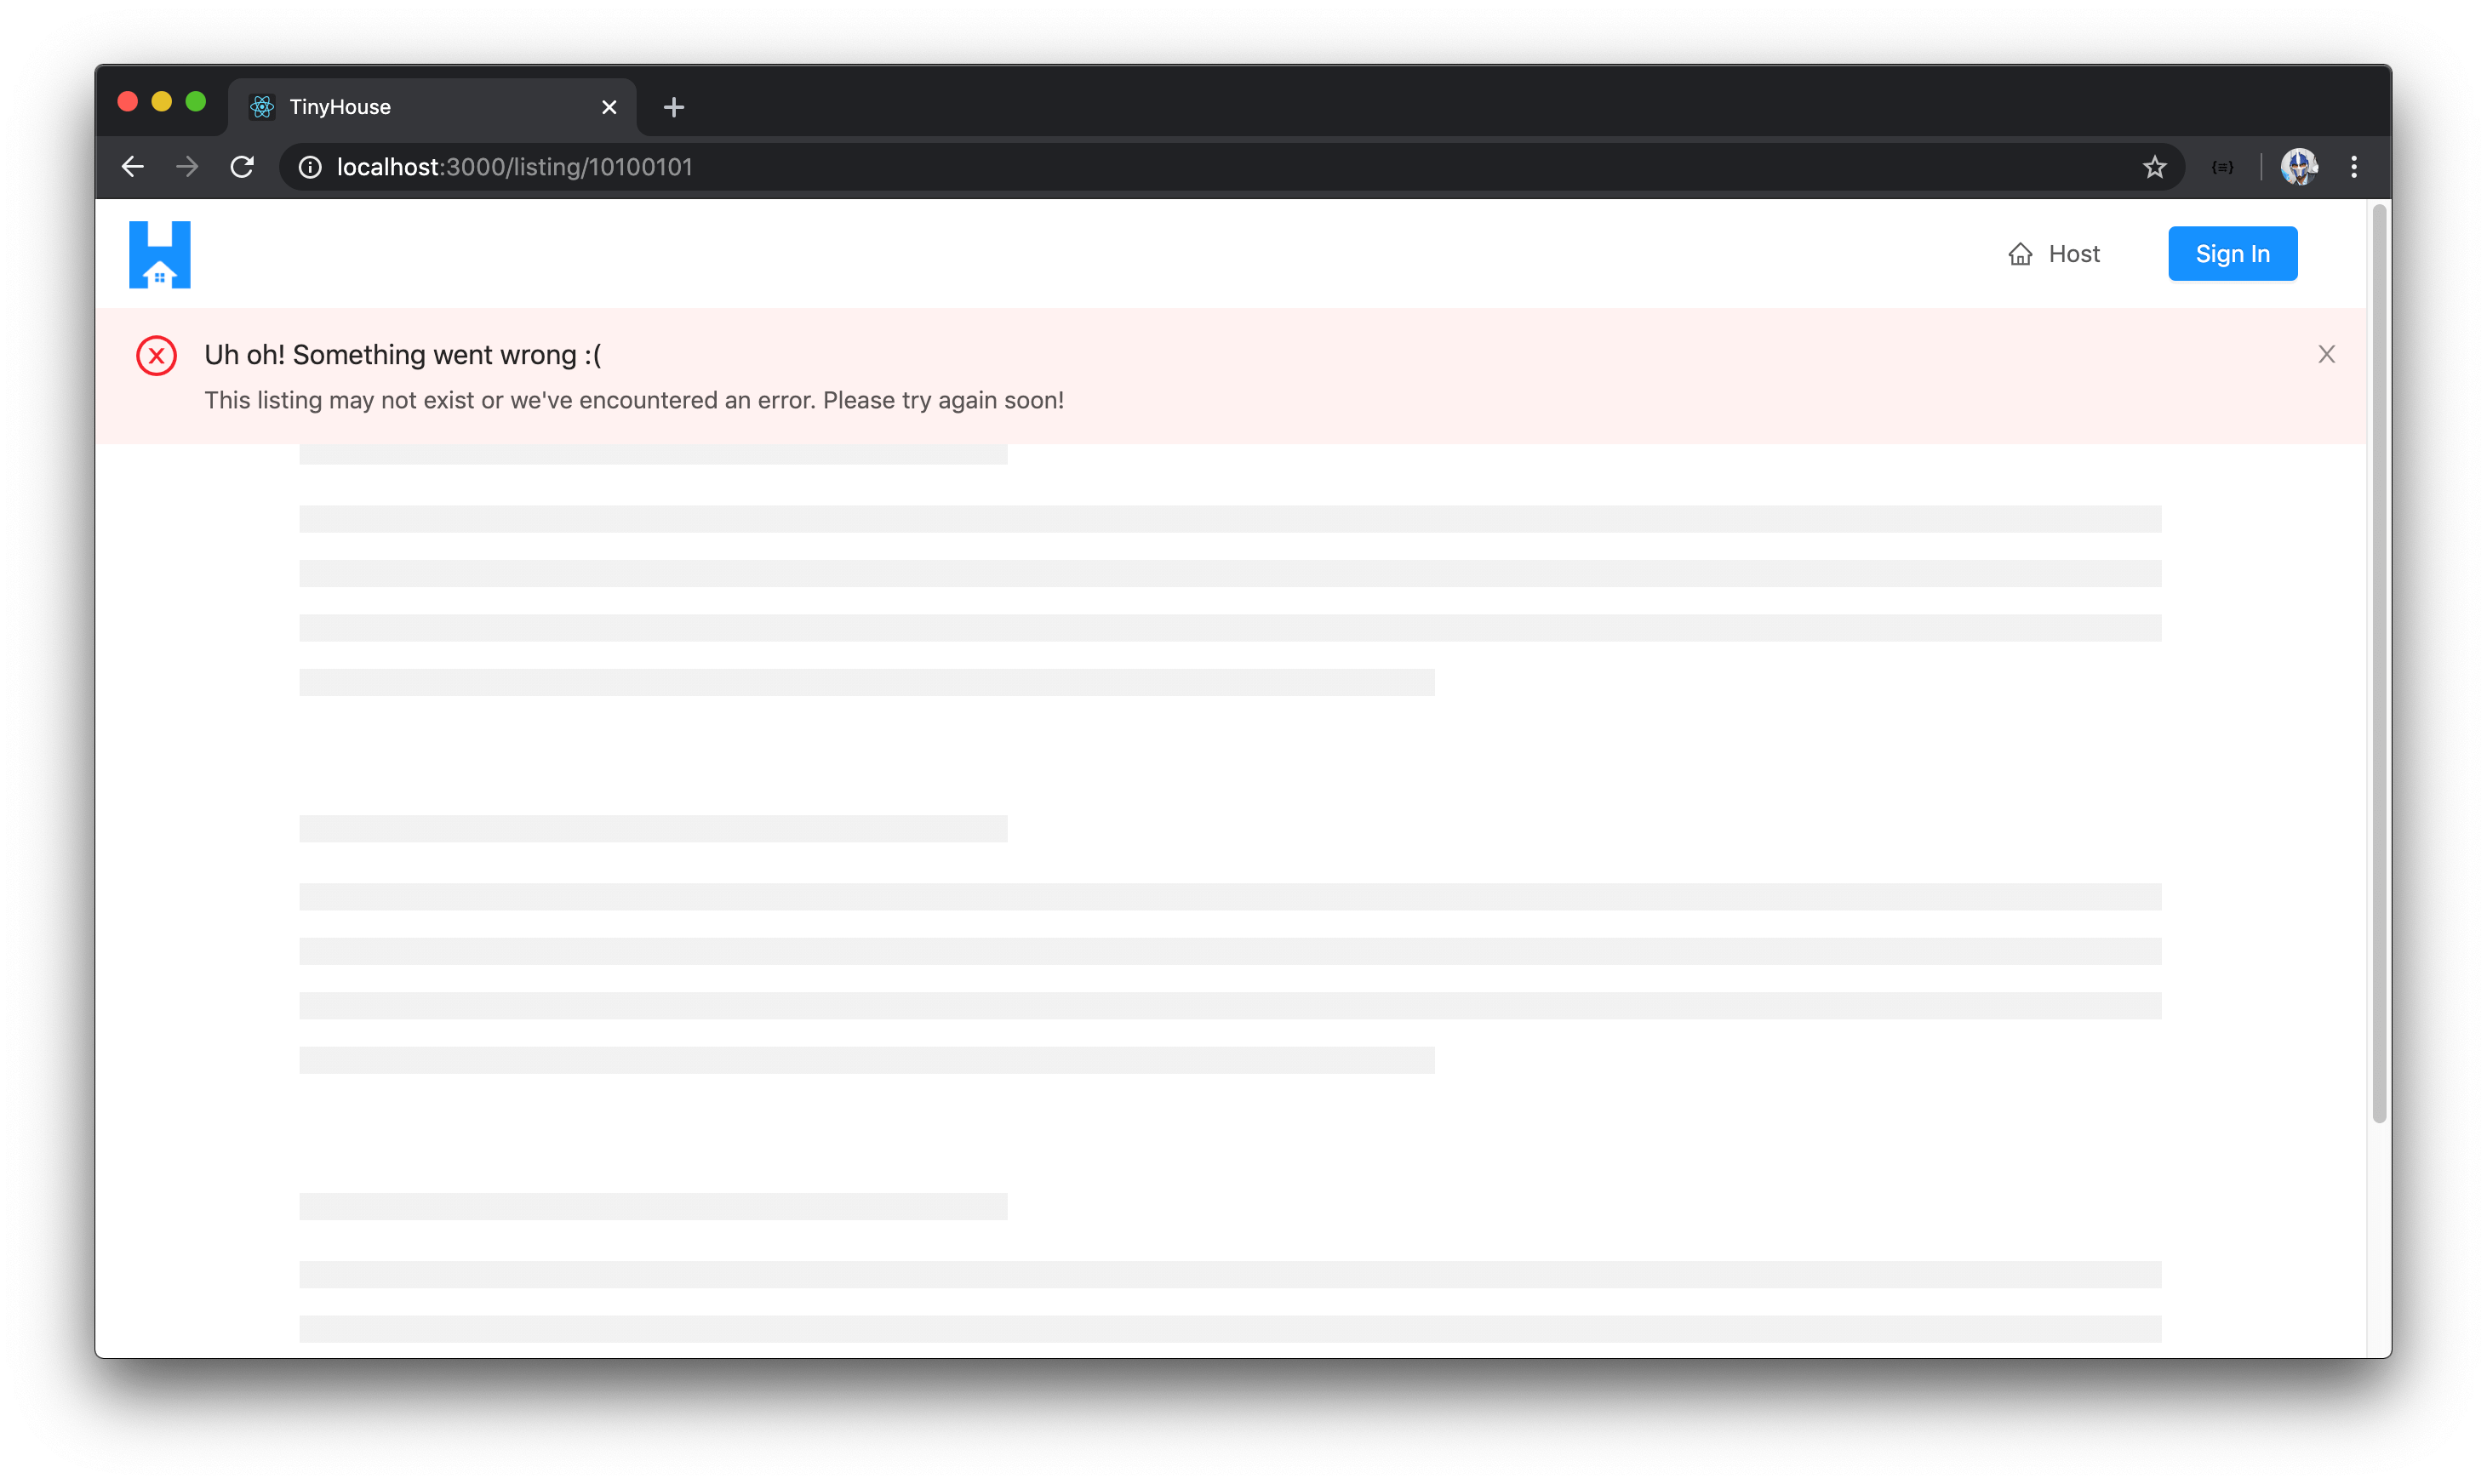 TinyHouse
localhost:3000/listing/10100101
Host
Sign In
Uh oh! Something went wrong :(
This listing may not exist or we've encountered an error. Please try again soon!